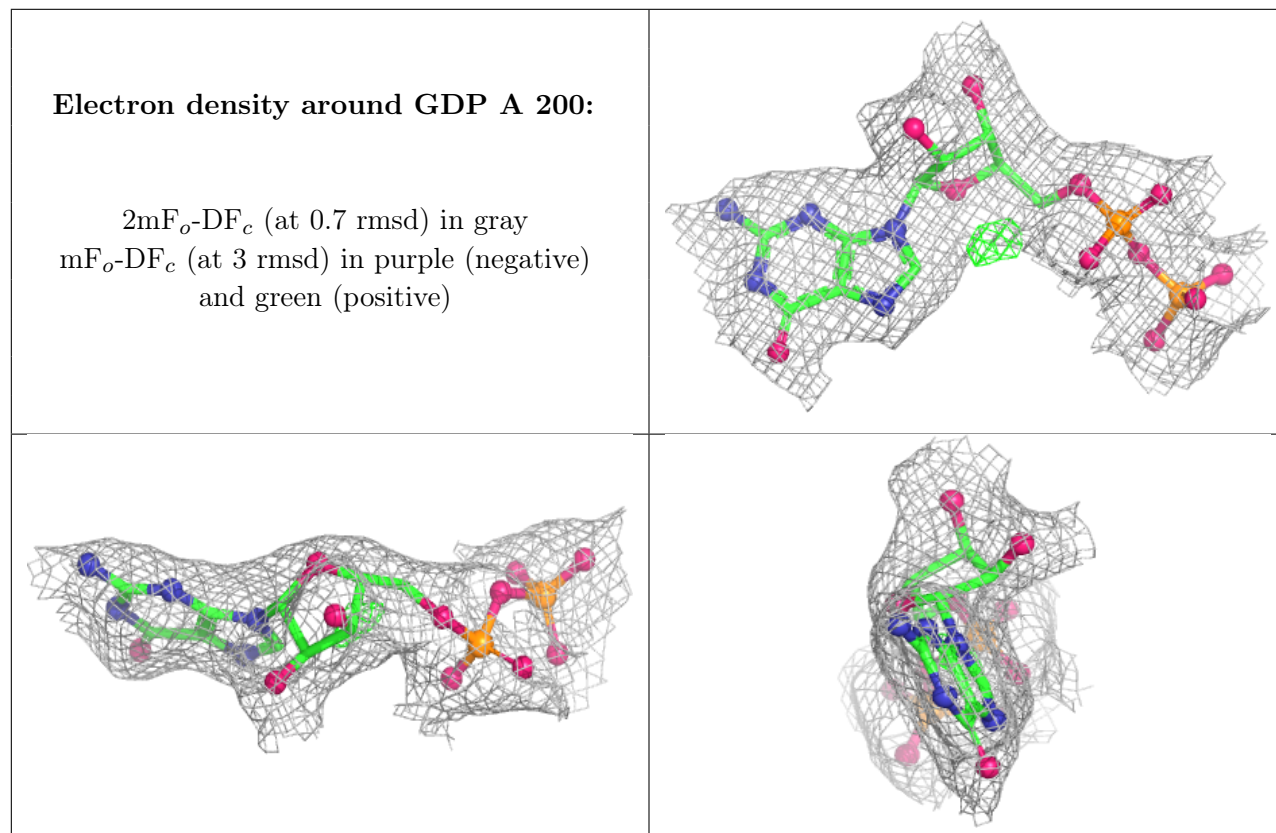 Electron density around GDP A 200:
2mFo-DFc (at 0.7 rmsd) in gray
mFo-DFc (at 3 rmsd) in purple (negative)
and green (positive)